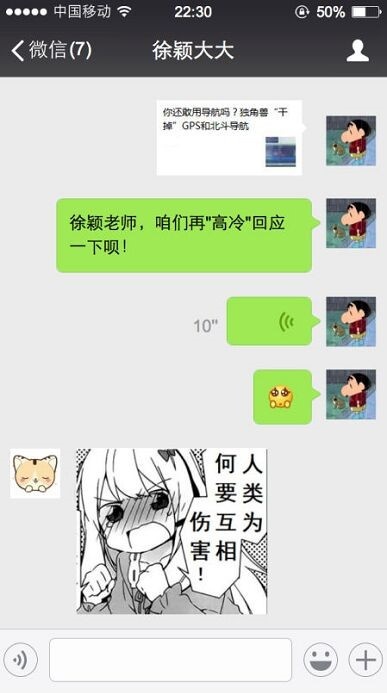 中国移动 22:30 50%
微信(7) 徐颖大大
你还敢用导航吗？独角兽“干
掉”GPS和北斗导航
徐颖老师，咱们再"高冷"回应
一下呗！
10"
人类为
何要互相
伤害！